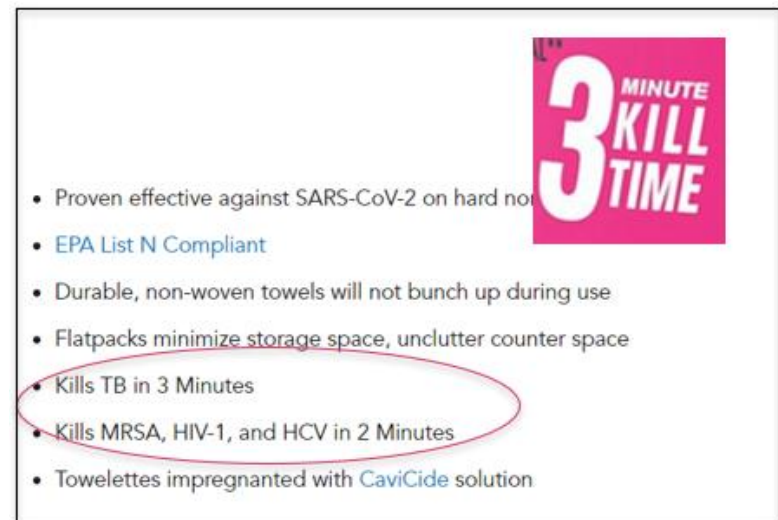 3 MINUTE
KILL
TIME
• Proven effective against SARS-CoV-2 on hard
• EPA List N Compliant
• Durable, non-woven towels will not bunch up during use
• Flatpacks minimize storage space, unclutter counter space
• Kills TB in 3 Minutes
• Kills MRSA, HIV-1, and HCV in 2 Minutes
• Towelettes impregnanted with CaviCide solution